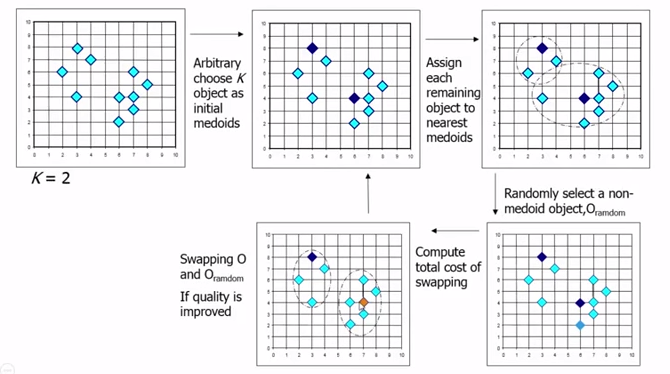 Arbitrary
choose K
object as
initial
medoids
Assign
each
remaining
object to
nearest
medoids
K = 2
Randomly select a non-
medoid object,Oramdom
Compute
total cost of
swapping
Swapping O
and Oramdom
If quality is
improved